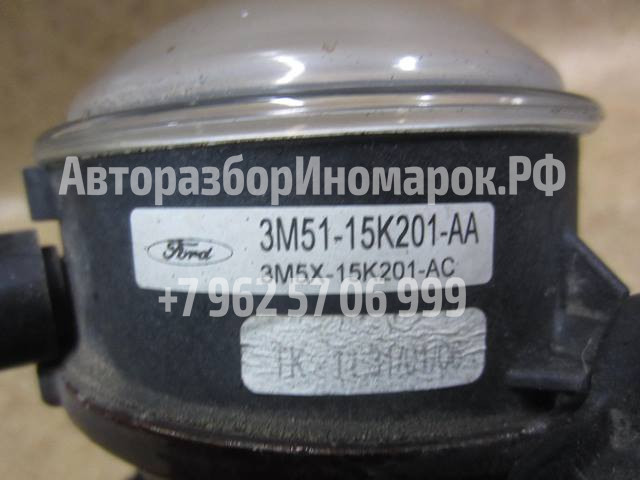 АвторазборИномарок.РФ
Ford
3M51-15K201-AA
3M5X-15K201-AC
+7 962 57 06 999